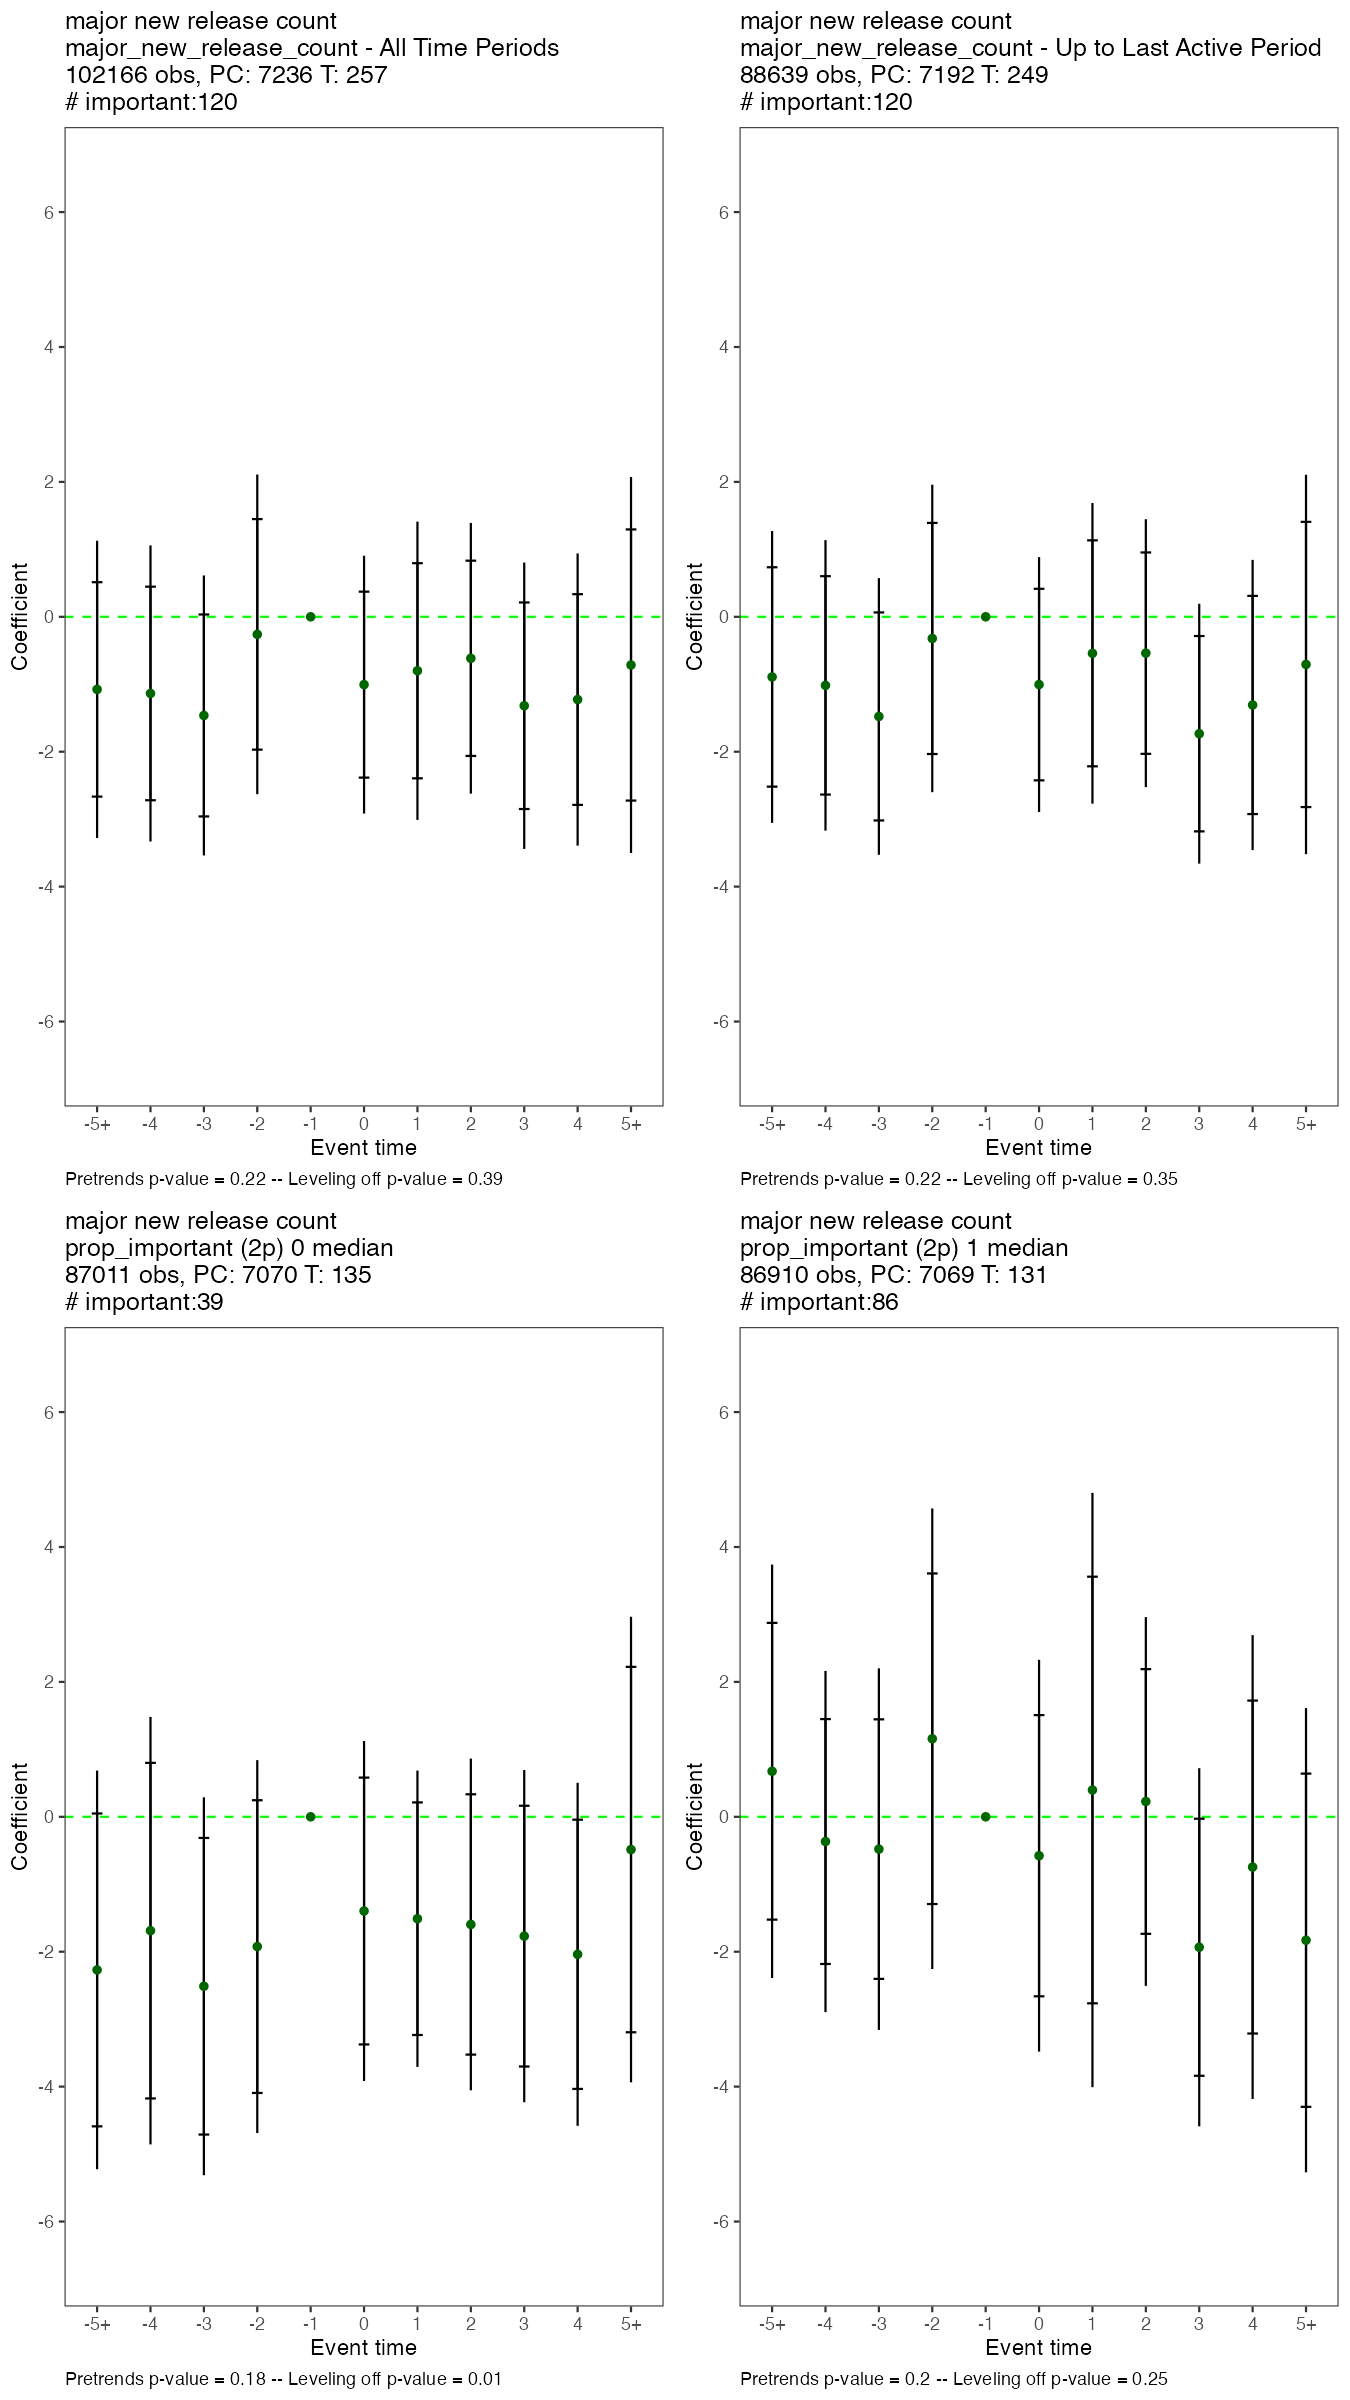 major new release count
major_new_release_count - All Time Periods
102166 obs, PC: 7236 T: 257
# important:120
6
4
2
0
-2
-4
-6
Coefficient
-5+ -4 -3 -2 -1 0 1 2 3 4 5+
Event time
Pretrends p-value = 0.22 -- Leveling off p-value = 0.39
major new release count
major_new_release_count - Up to Last Active Period
88639 obs, PC: 7192 T: 249
# important:120
6
4
2
0
-2
-4
-6
Coefficient
-5+ -4 -3 -2 -1 0 1 2 3 4 5+
Event time
Pretrends p-value = 0.22 -- Leveling off p-value = 0.35
major new release count
prop_important (2p) 0 median
87011 obs, PC: 7070 T: 135
# important:39
6
4
2
0
-2
-4
-6
Coefficient
-5+ -4 -3 -2 -1 0 1 2 3 4 5+
Event time
Pretrends p-value = 0.18 -- Leveling off p-value = 0.01
major new release count
prop_important (2p) 1 median
86910 obs, PC: 7069 T: 131
# important:86
6
4
2
0
-2
-4
-6
Coefficient
-5+ -4 -3 -2 -1 0 1 2 3 4 5+
Event time
Pretrends p-value = 0.2 -- Leveling off p-value = 0.25